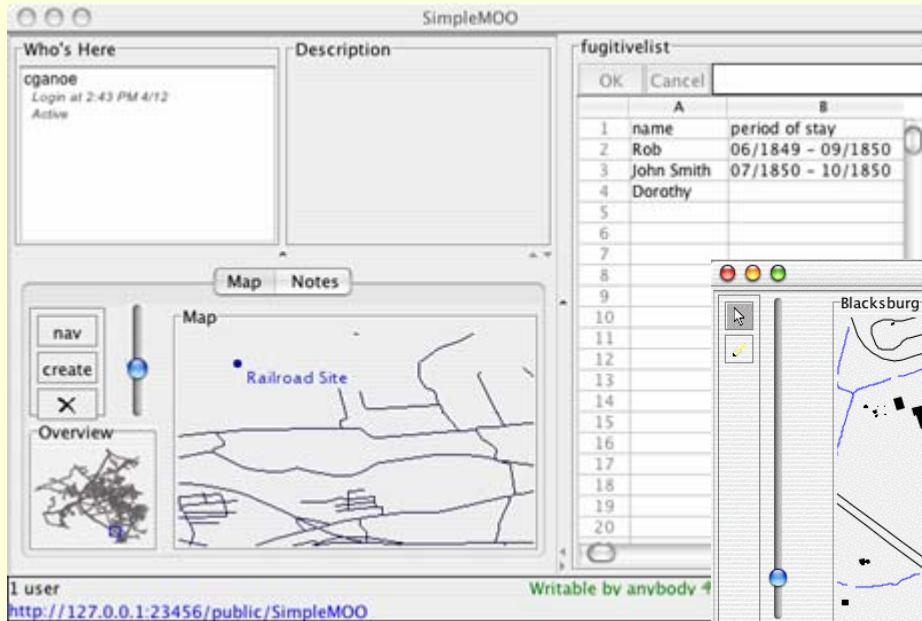 SimpleMOO
Who's Here
cganoe
Login at 2:43 PM 4/12
Active
Description
Map Notes
nav
create
X
Overview
Map
Railroad Site
fugitivelist
OK Cancel
A B
1 name period of stay
2 Rob 06/1849 - 09/1850
3 John Smith 07/1850 - 10/1850
4 Dorothy
5
6
7
8
9
10
11
12
13
14
15
16
17
18
19
20
Blacksburg
1 user
Writable by anybody
http://127.0.0.1:23456/public/SimpleMOO